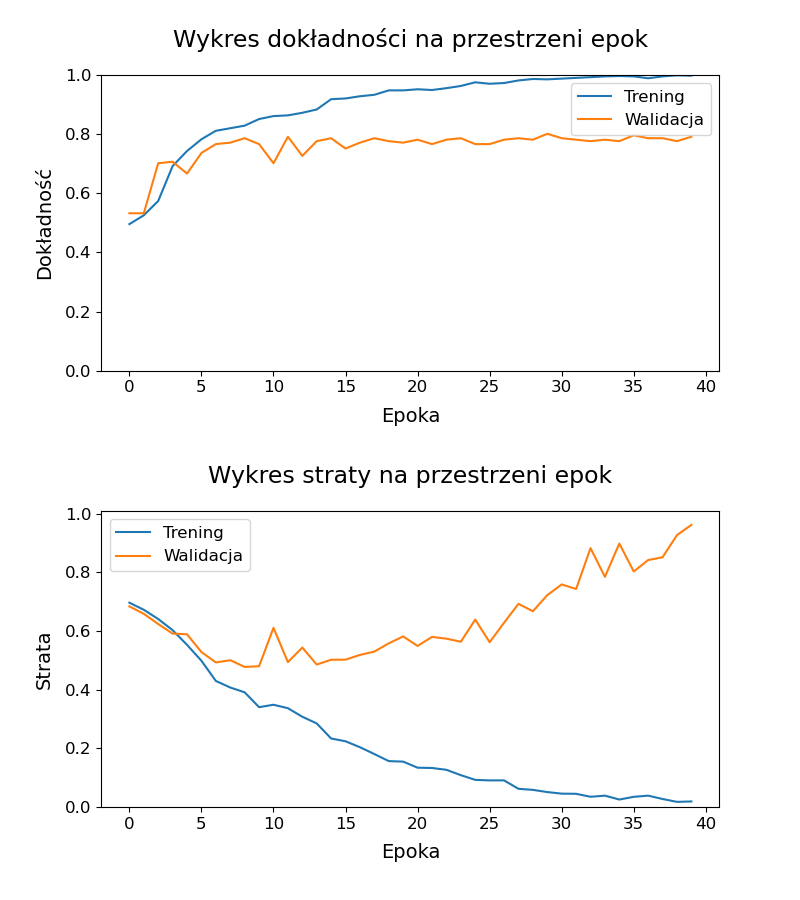 Wykres dokładności na przestrzeni epok
1.0
0.8
0.6
0.4
0.2
0.0
Dokładność
Trening
Walidacja
0 5 10 15 20 25 30 35 40
Epoka
Wykres straty na przestrzeni epok
1.0
0.8
0.6
0.4
0.2
0.0
Strata
Trening
Walidacja
0 5 10 15 20 25 30 35 40
Epoka